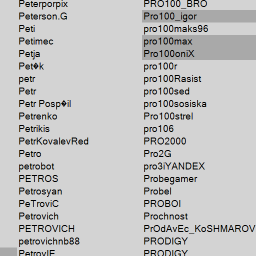 Peterporpix
Peterson.G
Peti
Petimec
Petja
Pet�k
petr
Petr
Petr Posp�il
Petrenko
Petrikis
PetrKovalevRed
Petro
petrobot
PETROS
Petrosyan
PeTroviC
Petrovich
PETROVICH
petrovichnb88
PetrovIF
PRO100_BRO
Pro100_igor
pro100maks96
pro100max
Pro100oniX
pro100r
pro100Rasist
pro100sed
pro100sosiska
Pro100strel
pro106
PRO2000
Pro2G
pro3iYANDEX
Probegamer
Probel
PROBOI
Prochnost
PrOdAvEc_KoSHMAROV
PRODIGY
PRODIGY